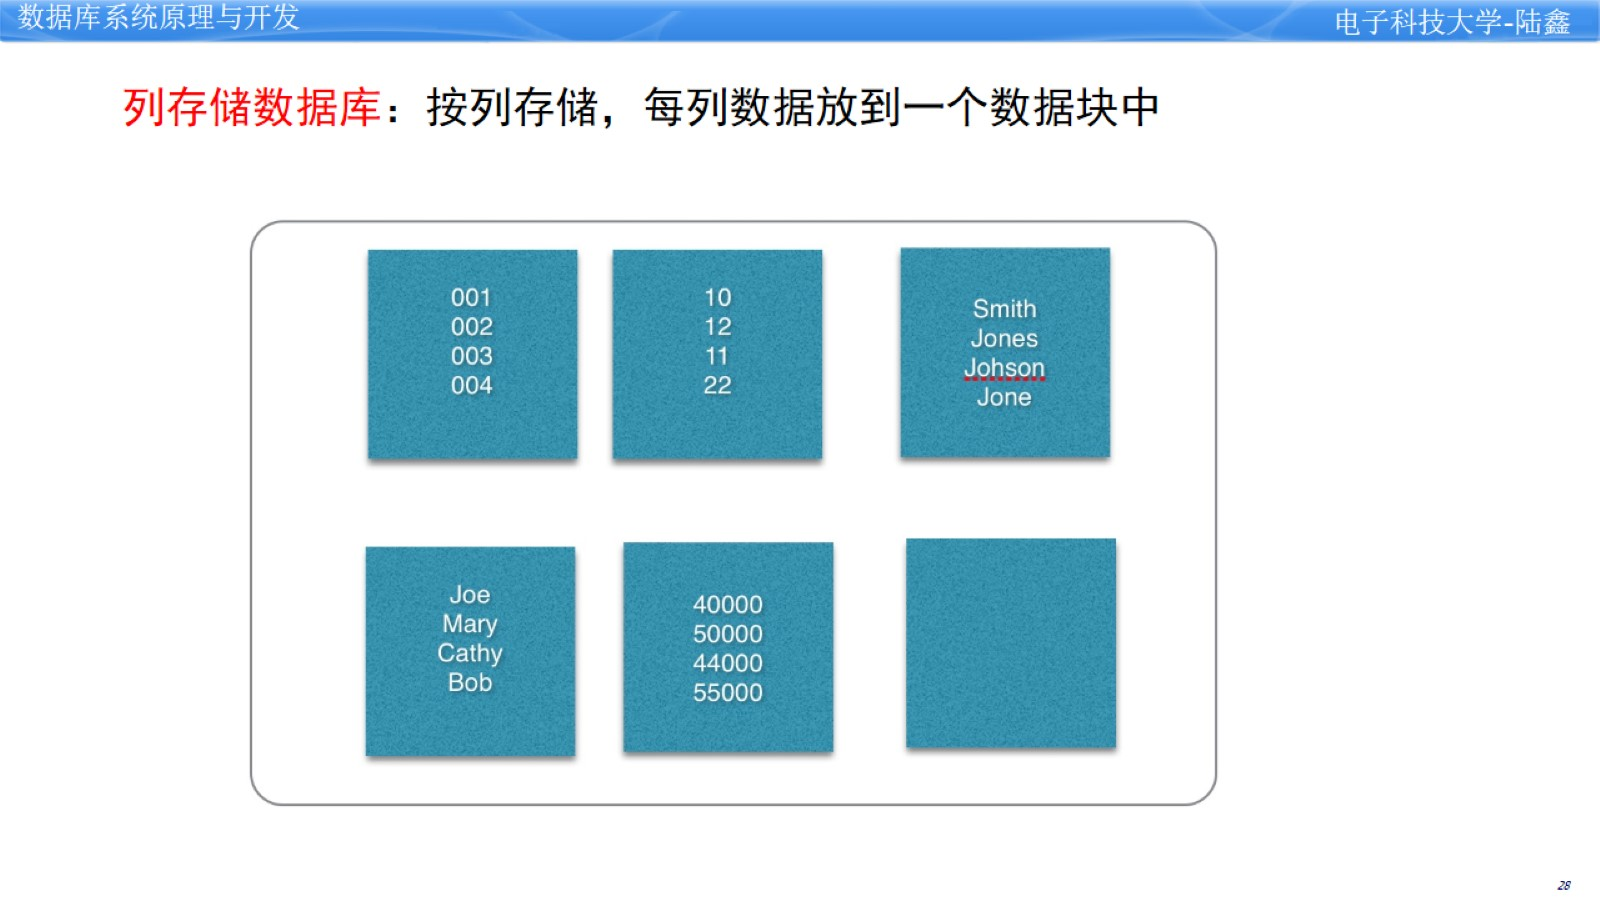 数据库系统原理与开发
电子科技大学-陆鑫
列存储数据库：按列存储，每列数据放到一个数据块中
001
002
003
004
10
12
11
22
Smith
Jones
Johson
Jone
Joe
Mary
Cathy
Bob
40000
50000
44000
55000
28